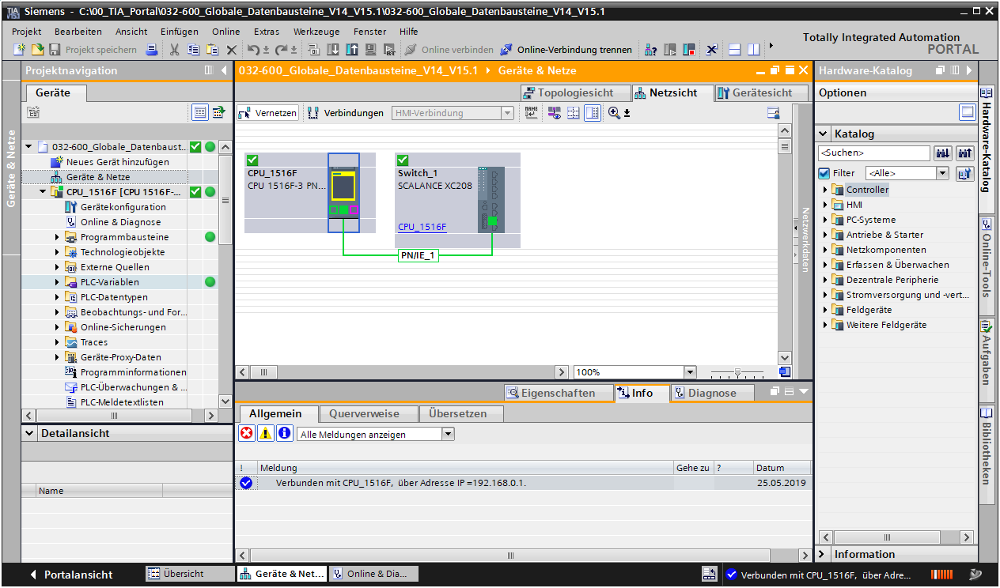 Siemens - C:\00_TIA_Portal\032-600_Globale_Datenbausteine_V14_V15.1\032-600_Globale_Datenbausteine_V14_V15.1
Projekt Bearbeiten Ansicht Einfügen Online Extras Werkzeuge Fenster Hilfe
Totally Integrated Automation
PORTAL
Projekt speichern Online verbinden Online-Verbindung trennen
Projektnavigation
Geräte
Geräte & Netze
032-600_Globale_Datenbaust...
Neues Gerät hinzufügen
Geräte & Netze
CPU_1516F [CPU 1516F-...
Gerätekonfiguration
Online & Diagnose
Programmbausteine
Technologieobjekte
Externe Quellen
PLC-Variablen
PLC-Datentypen
Beobachtungs- und For...
Online-Sicherungen
Traces
Geräte-Proxy-Daten
Programminformationen
PLC-Überwachungen & ...
PLC-Meldetextlisten
Detailansicht
Name
032-600_Globale_Datenbausteine_V14_V15.1 Geräte & Netze
Topologiesicht Netzsicht Gerätesicht
Vernetzen Verbindungen HMI-Verbindung
CPU_1516F
CPU 1516F-3 PN...
Switch_1
SCALANCE XC208
CPU_1516F
PN/IE_1
Netzwerkdaten
100%
Eigenschaften Info Diagnose
Allgemein Querverweise Übersetzen
Alle Meldungen anzeigen
! Meldung Gehe zu ? Datum
Verbunden mit CPU_1516F, über Adresse IP =192.168.0.1. 25.05.2019
Hardware-Katalog
Optionen
Katalog
<Suchen>
Filter <Alle>
Controller
HMI
PC-Systeme
Antriebe & Starter
Netzkomponenten
Erfassen & Überwachen
Dezentrale Peripherie
Stromversorgung und -vert...
Feldgeräte
Weitere Feldgeräte
Information
Hardware-Katalog
Online-Tools
Aufgaben
Bibliotheken
Portalansicht Übersicht Geräte & Net... Online & Dia... Verbunden mit CPU_1516F, über Adre...